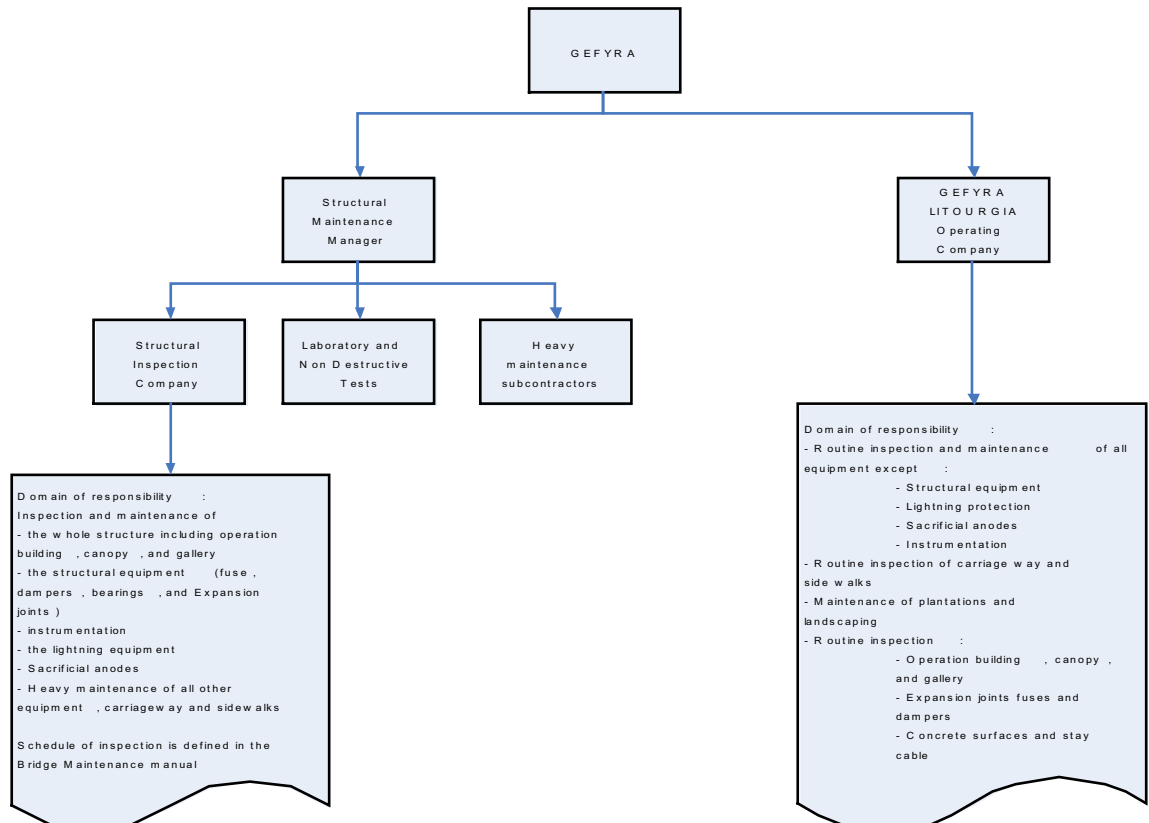 GEFYRA
Structural
Maintenance
Manager
GEFYRA
LITOURGIA
Operating
Company
Structural
Inspection
Company
Laboratory and
Non Destructive
Tests
Heavy
maintenance
subcontractors
Domain of responsibility :
Inspection and maintenance of
- the whole structure including operation
building , canopy , and gallery
- the structural equipment (fuse ,
dampers , bearings , and Expansion
joints )
- instrumentation
- the lightning equipment
- Sacrificial anodes
- Heavy maintenance of all other
equipment , carriageway and sidewalks
Schedule of inspection is defined in the
Bridge Maintenance manual
Domain of responsibility :
- Routine inspection and maintenance of all
equipment except :
- Structural equipment
- Lightning protection
- Sacrificial anodes
- Instrumentation
- Routine inspection of carriage way and
side walks
- Maintenance of plantations and
landscaping
- Routine inspection :
- Operation building , canopy ,
and gallery
- Expansion joints fuses and
dampers
- Concrete surfaces and stay
cable